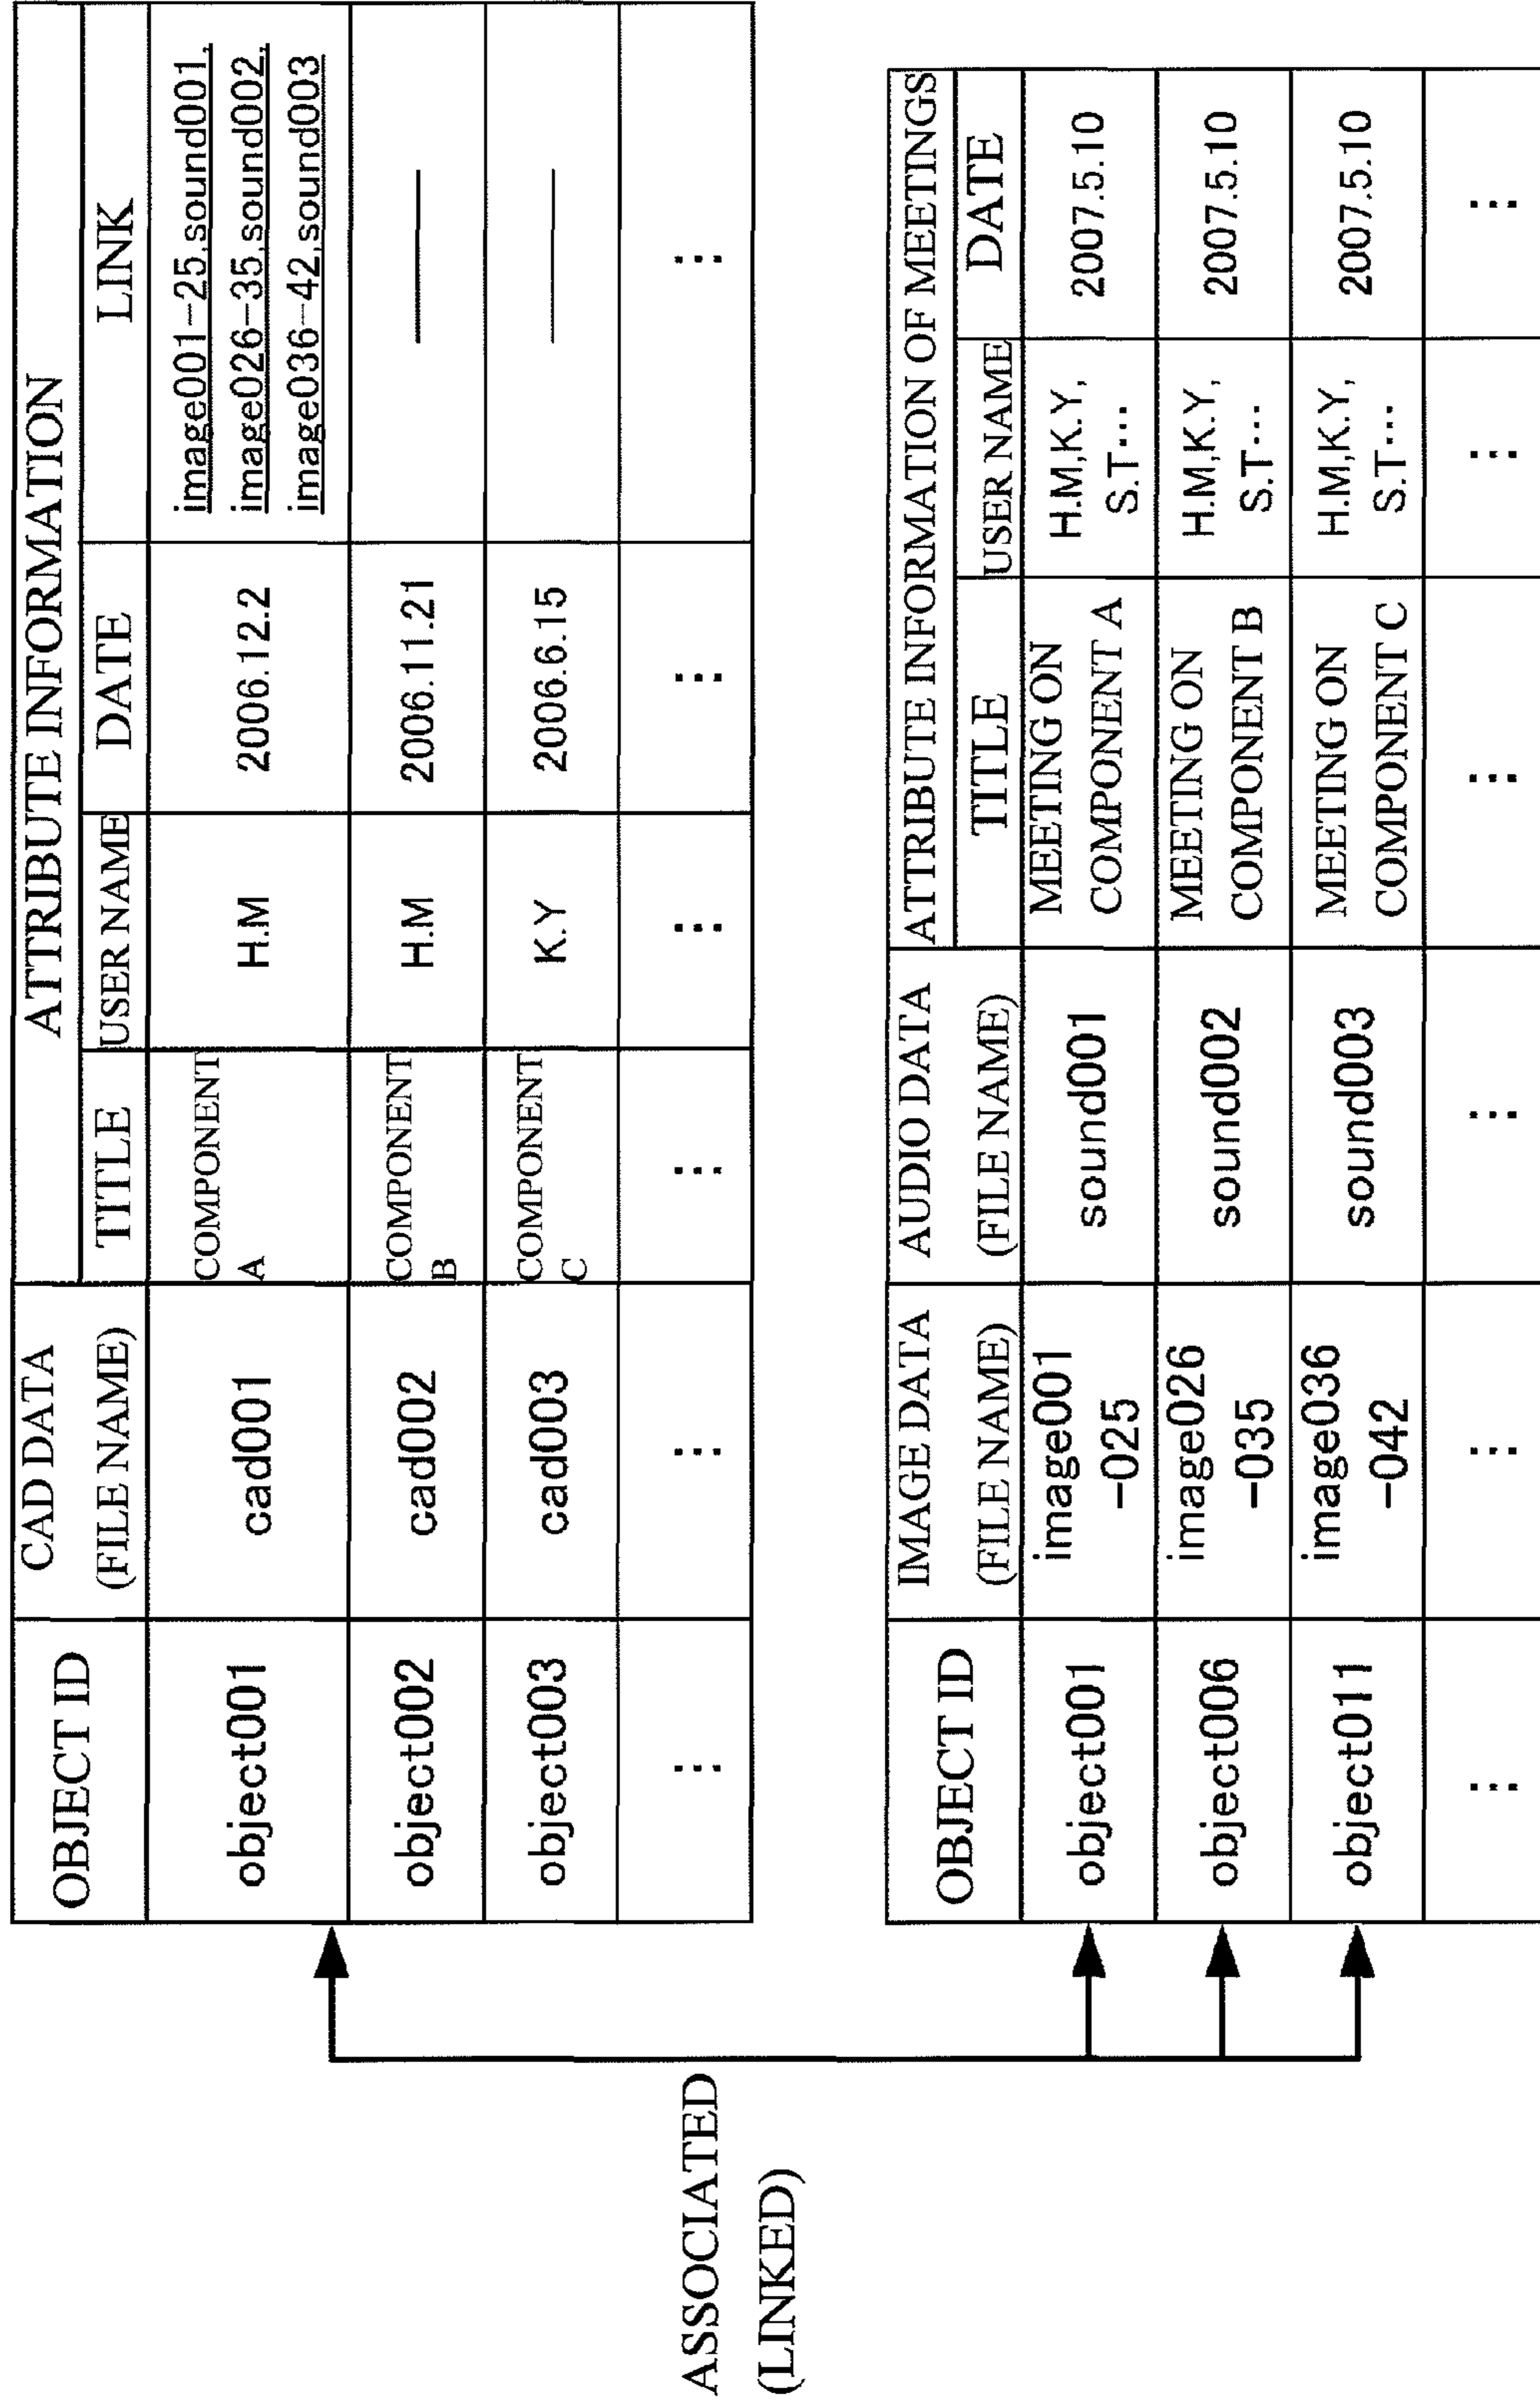 OBJECT ID
CAD DATA
(FILE NAME)
ATTRIBUTE INFORMATION
TITLE
USER NAME
DATE
LINK
object001
cad001
COMPONENT
A
H.M
2006.12.2
image001-25,sound001,
image026-35,sound002,
image036-42,sound003
object002
cad002
COMPONENT
B
H.M
2006.11.21
———
object003
cad003
COMPONENT
C
K.Y
2006.6.15
———
...
...
...
...
...
...
ASSOCIATED
(LINKED)
OBJECT ID
IMAGE DATA
(FILE NAME)
AUDIO DATA
(FILE NAME)
ATTRIBUTE INFORMATION OF MEETINGS
TITLE
USER NAME
DATE
object001
image001
-025
sound001
MEETING ON
COMPONENT A
H.M,K.Y,
S.T...
2007.5.10
object006
image026
-035
sound002
MEETING ON
COMPONENT B
H.M,K.Y,
S.T...
2007.5.10
object011
image036
-042
sound003
MEETING ON
COMPONENT C
H.M,K.Y,
S.T...
2007.5.10
...
...
...
...
...
...